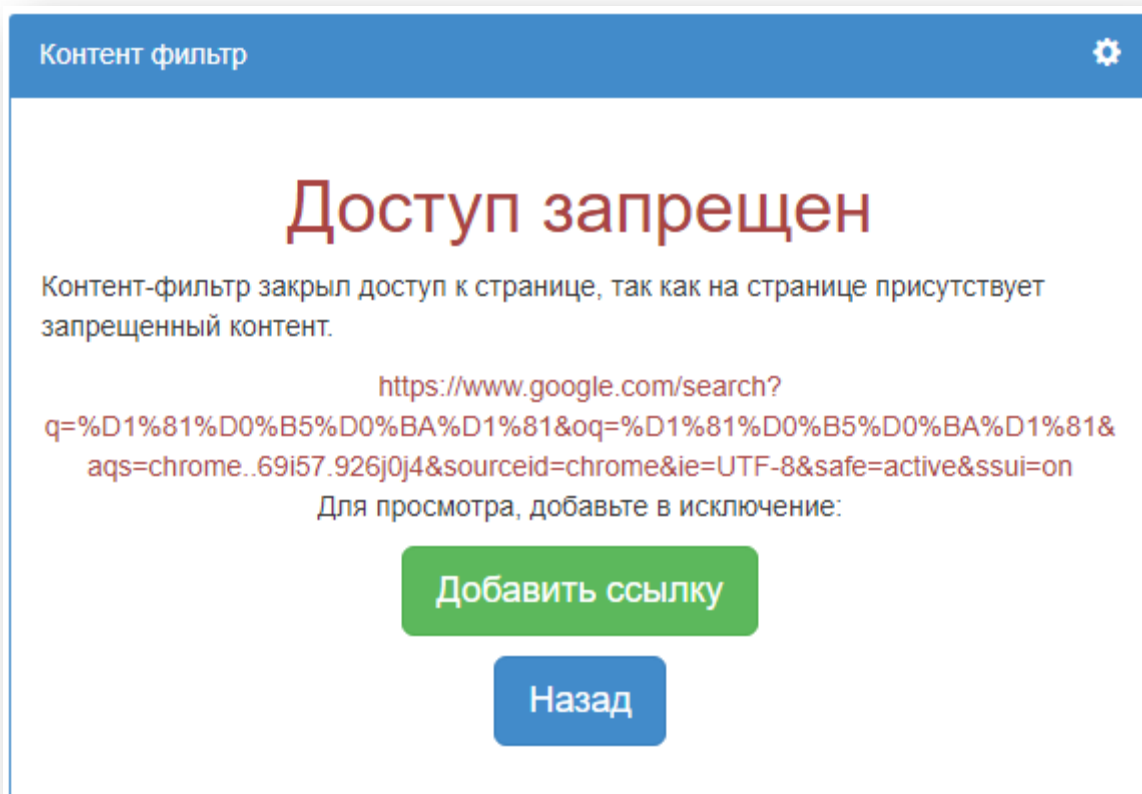 Контент фильтр
Доступ запрещен
Контент-фильтр закрыл доступ к странице, так как на странице присутствует
запрещенный контент.
https://www.google.com/search?
q=%D1%81%D0%B5%D0%BA%D1%81&oq=%D1%81%D0%B5%D0%BA%D1%81&
aqs=chrome..69i57.926j0j4&sourceid=chrome&ie=UTF-8&safe=active&ssui=on
Для просмотра, добавьте в исключение:
Добавить ссылку
Назад